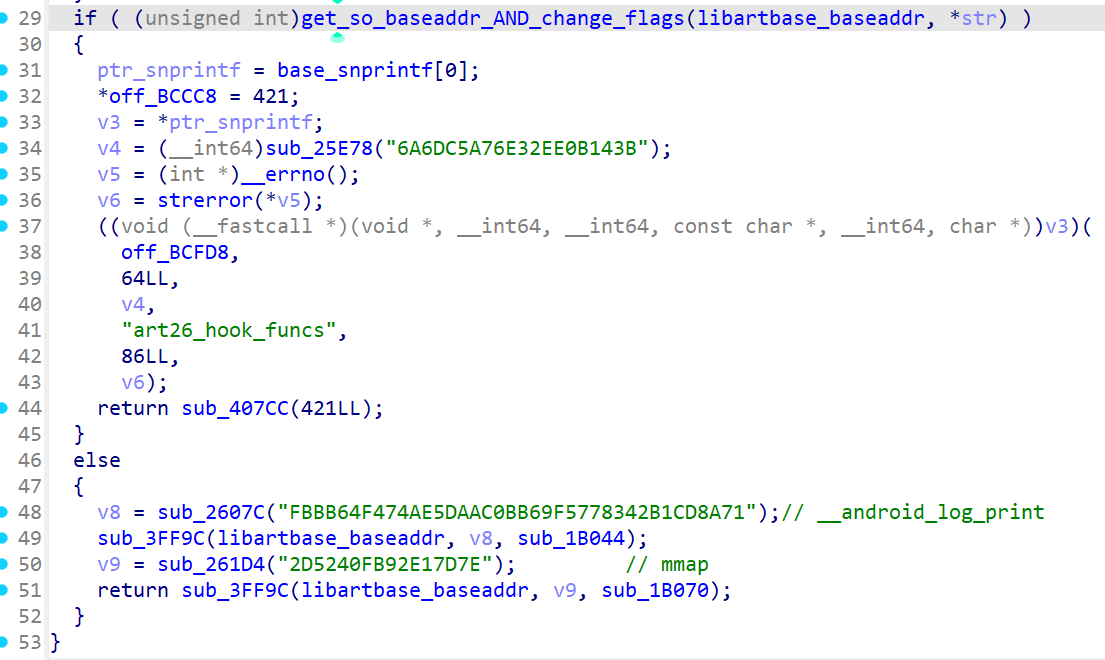 29 if ( (unsigned int)get_so_baseaddr_AND_change_flags(libartbase_baseaddr, *str) )
30 {
31 ptr_snprintf = base_snprintf[0];
32 *off_BCCC8 = 421;
33 v3 = *ptr_snprintf;
34 v4 = (__int64)sub_25E78("6A6DC5A76E32EE0B143B");
35 v5 = (int *)__errno();
36 v6 = strerror(*v5);
37 ((void (__fastcall *)(void *, __int64, __int64, const char *, __int64, char *))v3)(
38 off_BCFD8,
39 64LL,
40 v4,
41 "art26_hook_funcs",
42 86LL,
43 v6);
44 return sub_407CC(421LL);
45 }
46 else
47 {
48 v8 = sub_2607C("FBBB64F474AE5DAAC0BB69F5778342B1CD8A71");// __android_log_print
49 sub_3FF9C(libartbase_baseaddr, v8, sub_1B044);
50 v9 = sub_261D4("2D5240FB92E17D7E"); // mmap
51 return sub_3FF9C(libartbase_baseaddr, v9, sub_1B070);
52 }
53 }